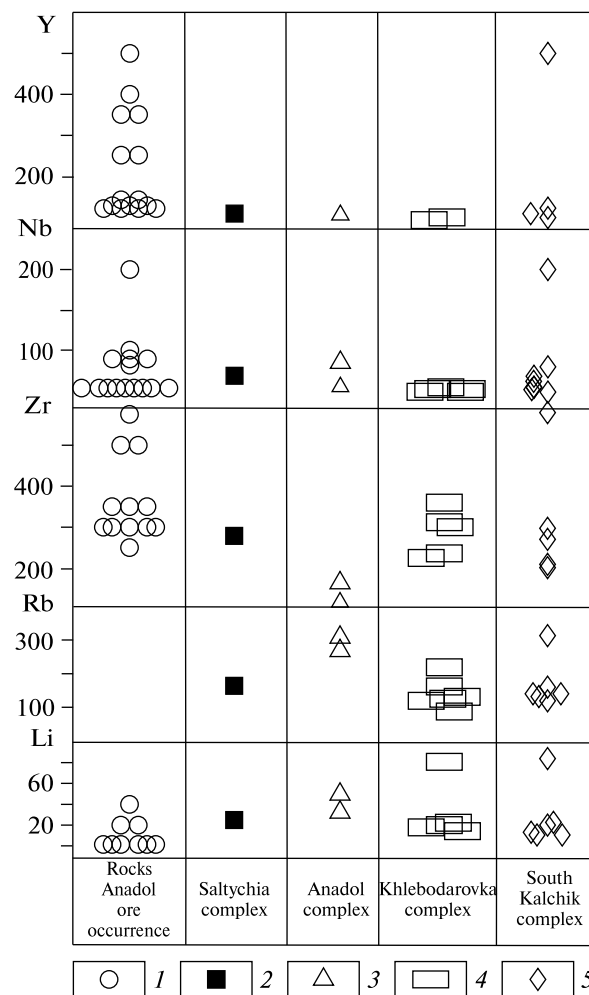 Y
400
200
Nb
200
100
Zr
400
200
Rb
300
100
Li
60
20
Rocks
Anadol
ore
occurrence
Saltychia
complex
Anadol
complex
Khlebodarovka
complex
South
Kalchik
complex
1 2 3 4 5